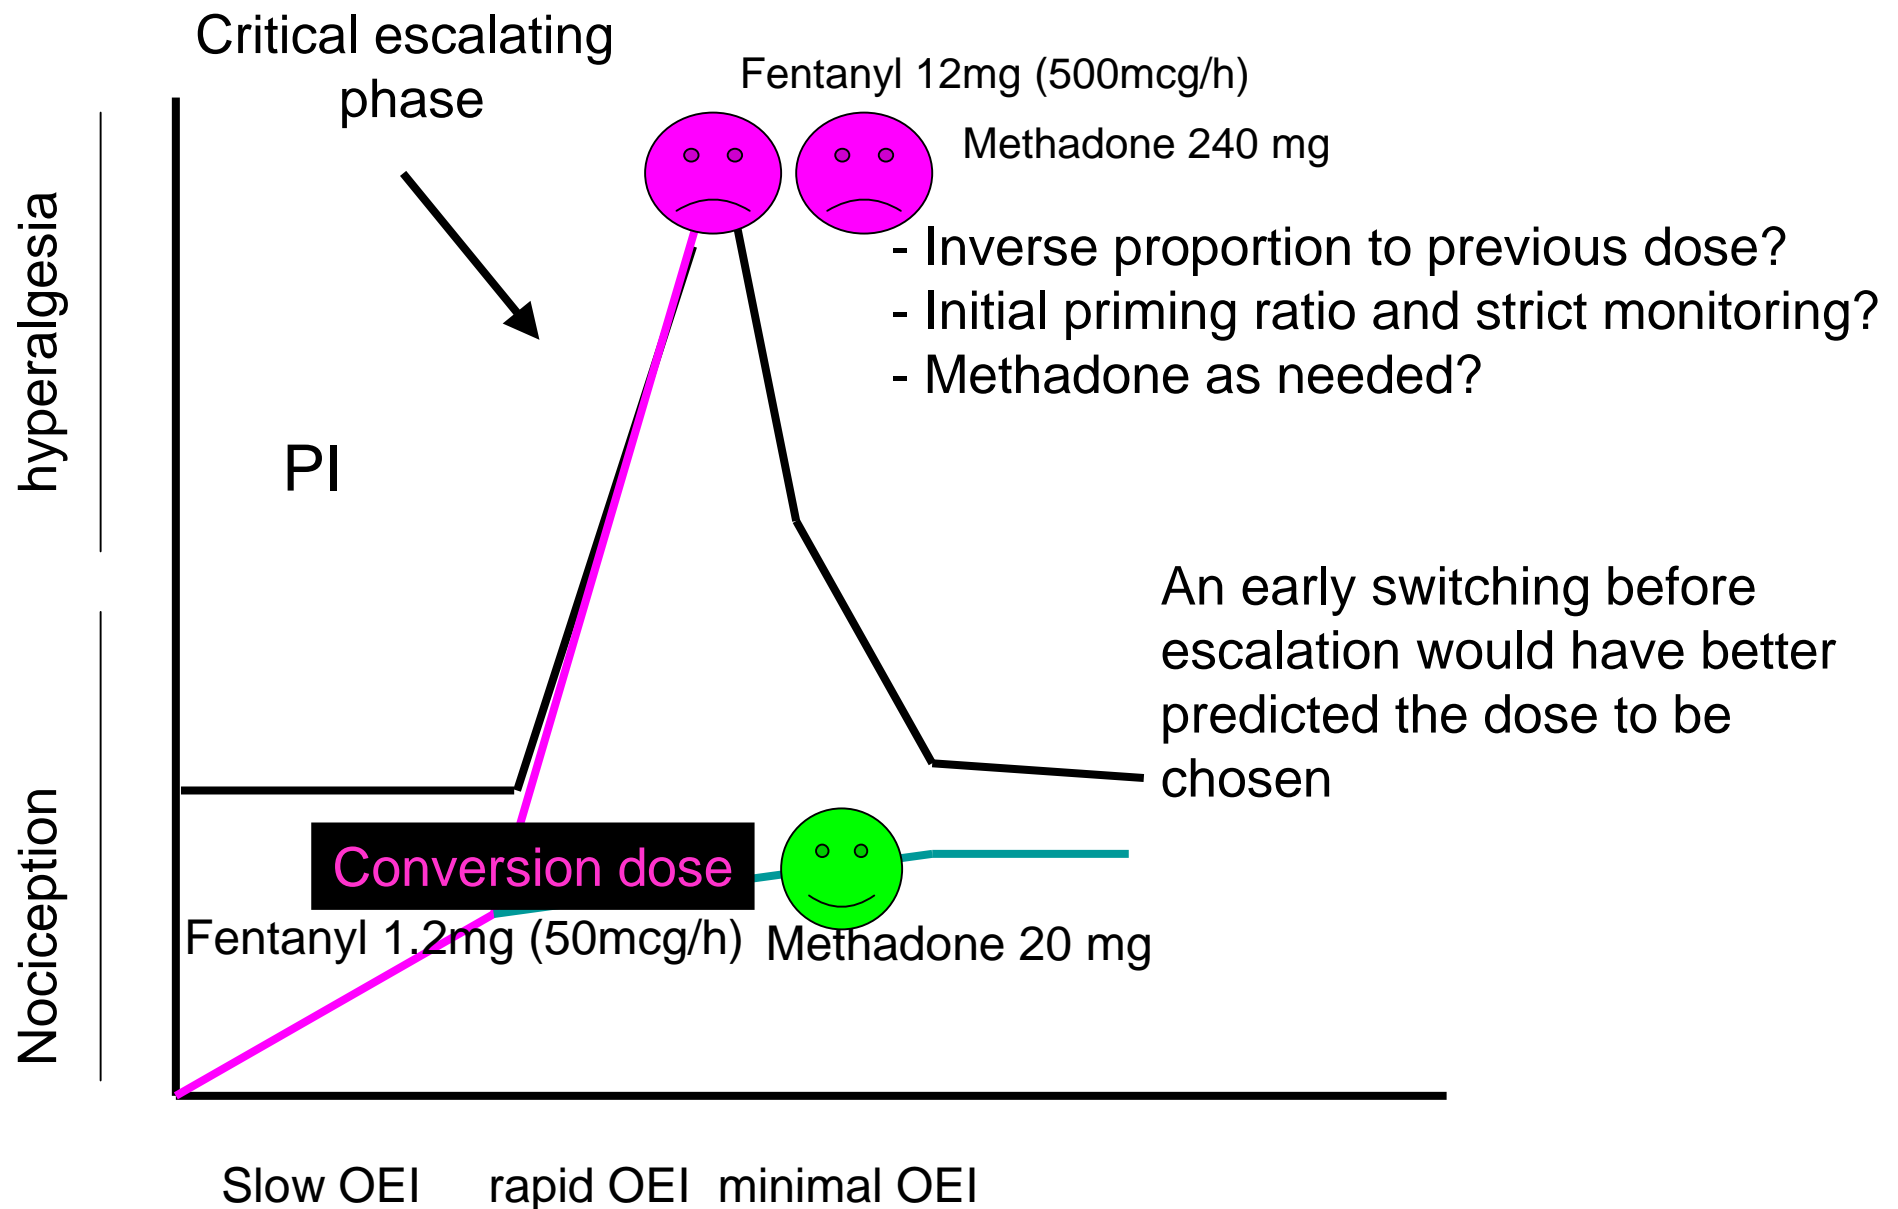 Critical escalating
phase
Fentanyl 12mg (500mcg/h)
Methadone 240 mg
- Inverse proportion to previous dose?
- Initial priming ratio and strict monitoring?
- Methadone as needed?
hyperalgesia
PI
An early switching before
escalation would have better
predicted the dose to be
chosen
Nociception
Conversion dose
Fentanyl 1.2mg (50mcg/h)
Methadone 20 mg
Slow OEI rapid OEI minimal OEI